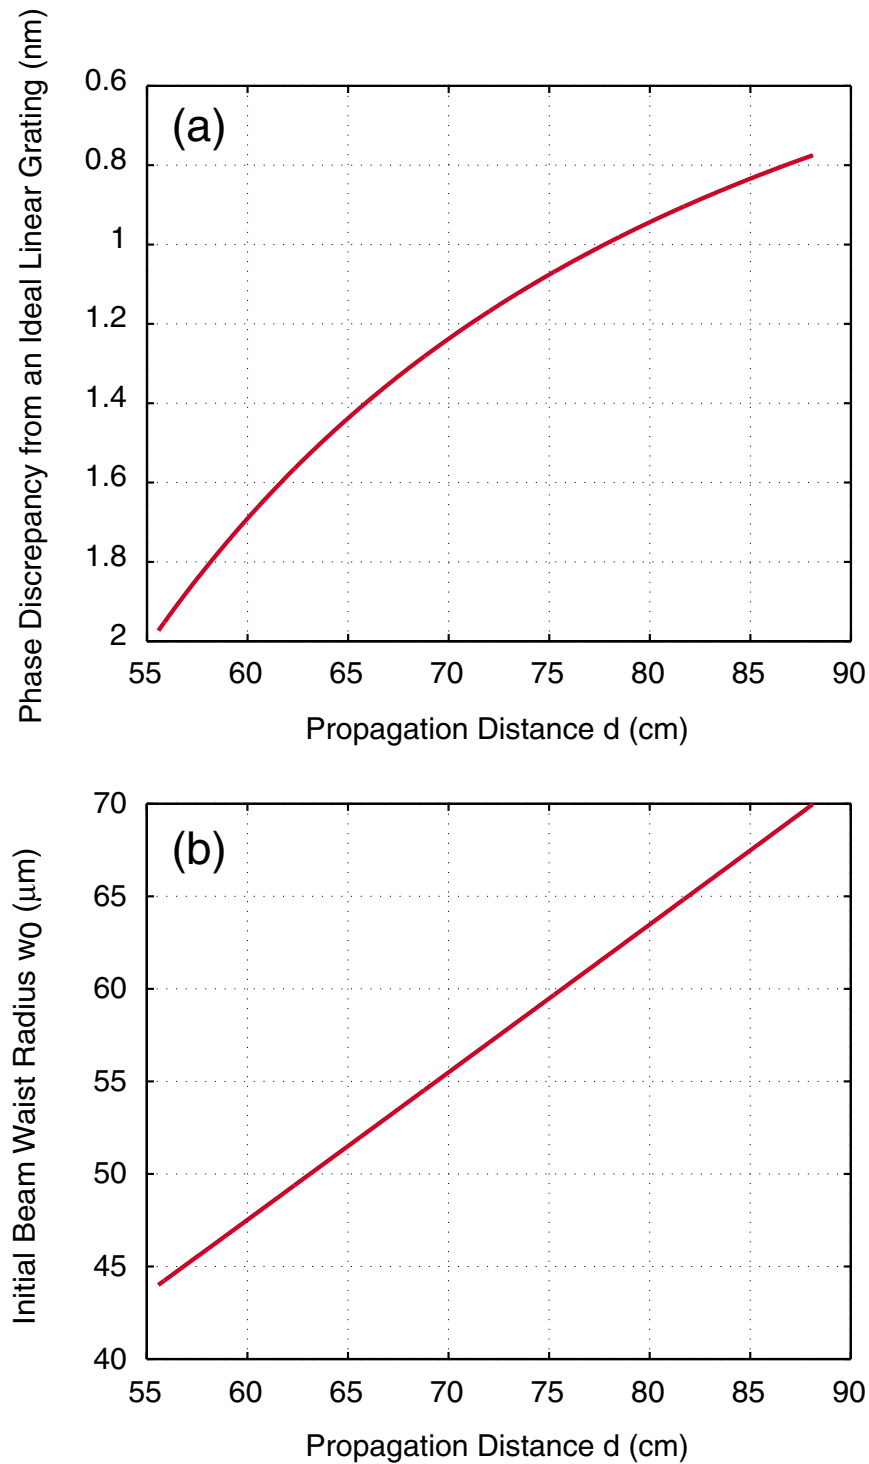 Phase Discrepancy from an Ideal Linear Grating (nm)
(a)
0.6
0.8
1
1.2
1.4
1.6
1.8
2
55 60 65 70 75 80 85 90
Propagation Distance d (cm)
Initial Beam Waist Radius w0 (μm)
(b)
70
65
60
55
50
45
40
55 60 65 70 75 80 85 90
Propagation Distance d (cm)